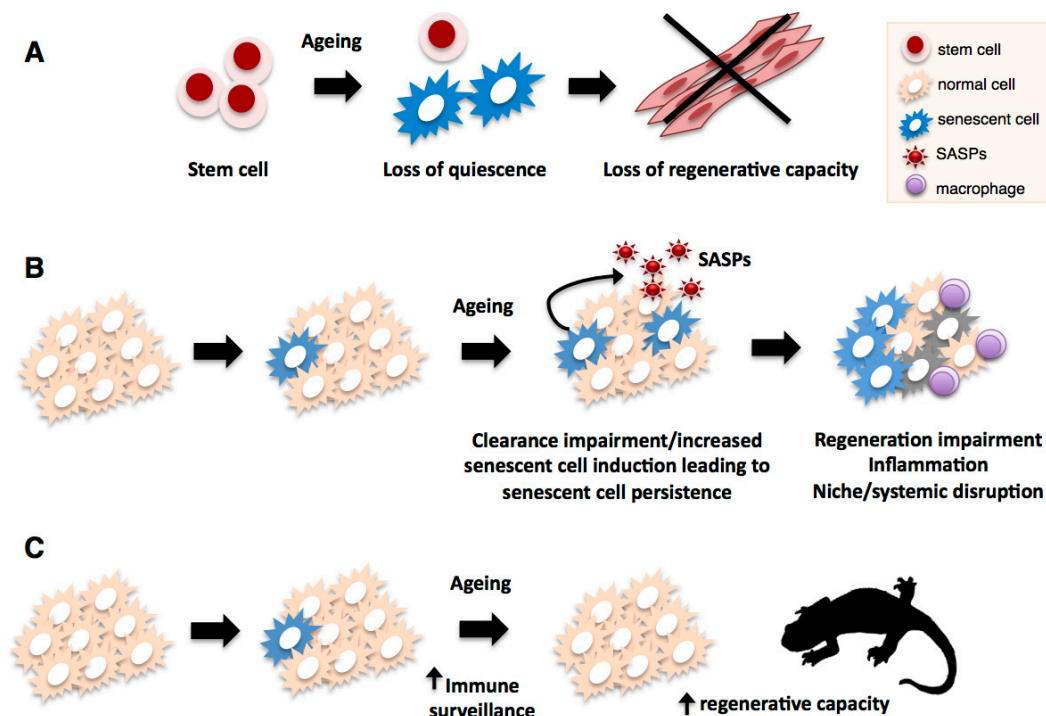 A
Ageing
Stem cell
Loss of quiescence
Loss of regenerative capacity
stem cell
normal cell
senescent cell
SASPs
macrophage
B
Ageing
SASPs
Clearance impairment/increased
senescent cell induction leading to
senescent cell persistence
Regeneration impairment
Inflammation
Niche/systemic disruption
C
Ageing
Immune
surveillance
regenerative capacity